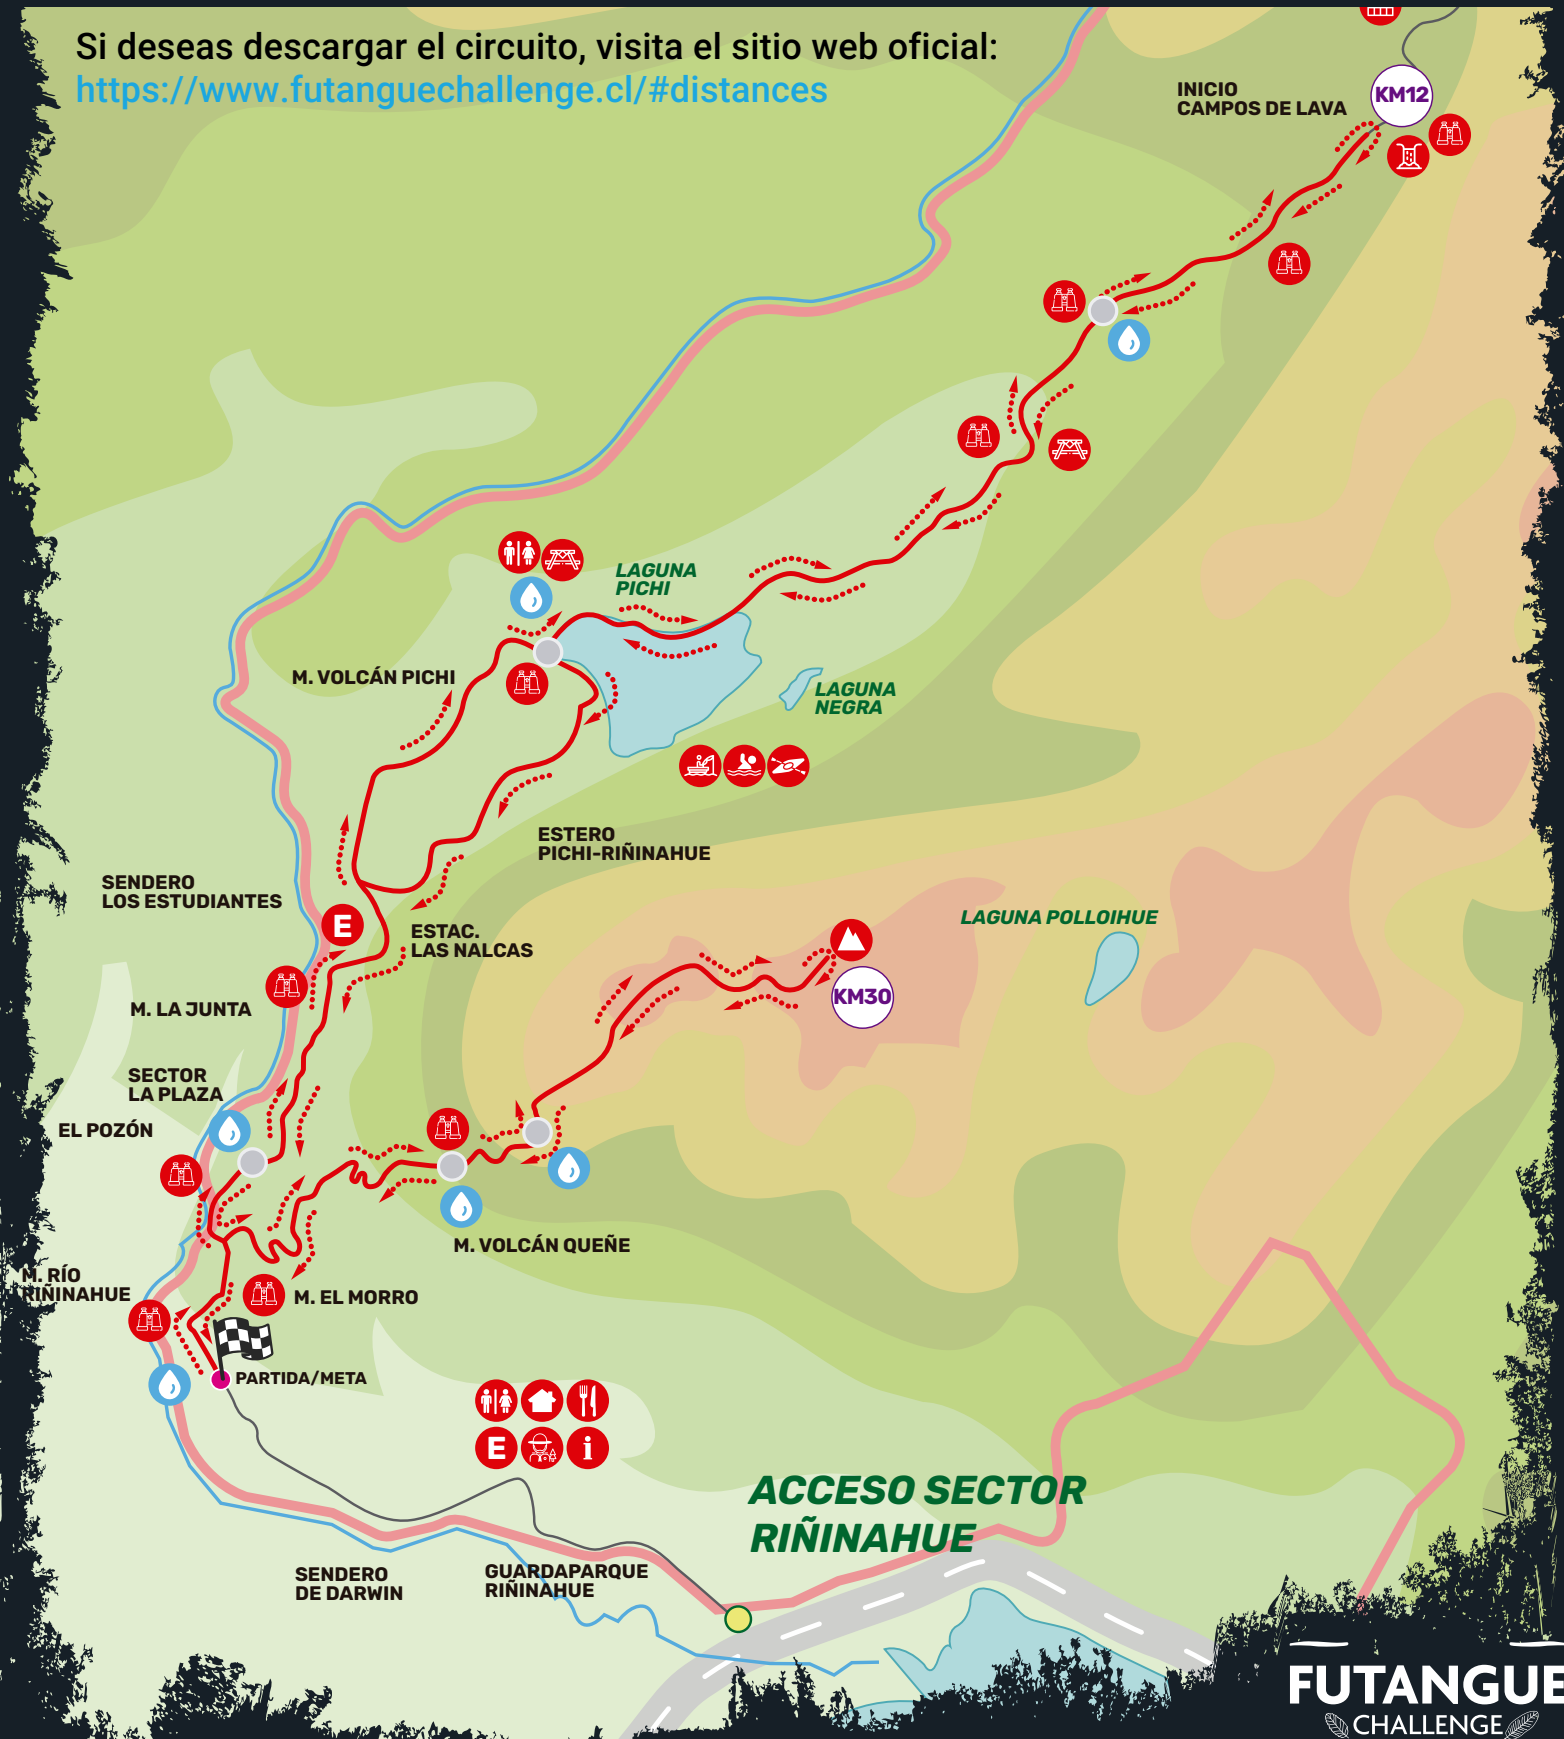 Si deseas descargar el circuito, visita el sitio web oficial:
https://www.futanguechallenge.cl/#distances
INICIO
CAMPOS DE LAVA
KM12
LAGUNA
PICHI
M. VOLCÁN PICHI
LAGUNA
NEGRA
ESTERO
PICHI-RIÑINAHUE
SENDERO
LOS ESTUDIANTES
E
ESTAC.
LAS NALCAS
LAGUNA POLLOIHUE
KM30
M. LA JUNTA
SECTOR
LA PLAZA
EL POZÓN
M. VOLCÁN QUEÑE
M. RÍO
RIÑINAHUE
M. EL MORRO
PARTIDA/META
E
i
ACCESO SECTOR
RIÑINAHUE
SENDERO
DE DARWIN
GUARDAPARQUE
RIÑINAHUE
FUTANGUE
CHALLENGE